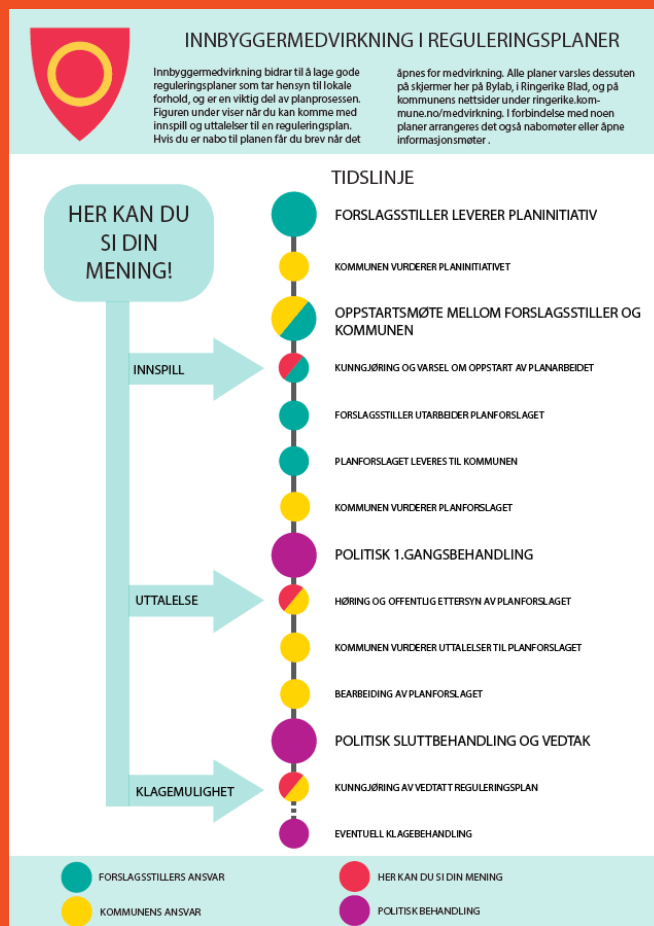 INNBYGGERMEDVIRKNING I REGULERINGSPLANER
Innbyggermedvirkning bidrar til å lage gode
reguleringsplaner som tar hensyn til lokale
forhold, og er en viktig del av planprosessen.
Figuren under viser når du kan komme med
innspill og uttalelser til en reguleringsplan.
Hvis du er nabo til planen får du brev når det
åpnes for medvirkning. Alle planer varsles dessuten
på skjermer her på Bylab, i Ringerike Blad, og på
kommunens nettsider under ringerike.kom-
mune.no/medvirkning. I forbindelse med noen
planer arrangeres det også nabomøter eller åpne
informasjonsmøter .
HER KAN DU
SI DIN
MENING!
TIDSLINJE
FORSLAGSSTILLER LEVERER PLANINITIATIV
KOMMUNEN VURDERER PLANINITIATIVET
OPPSTARTSMØTE MELLOM FORSLAGSSTILLER OG
KOMMUNEN
INNSPILL
KUNNGJØRING OG VARSEL OM OPPSTART AV PLANARBEIDET
FORSLAGSSTILLER UTARBEIDER PLANFORSLAGET
PLANFORSLAGET LEVERES TIL KOMMUNEN
KOMMUNEN VURDERER PLANFORSLAGET
POLITISK 1.GANGSBEHANDLING
UTTALELSE
HØRING OG OFFENTLIG ETTERSYN AV PLANFORSLAGET
KOMMUNEN VURDERER UTTALELSER TIL PLANFORSLAGET
BEARBEIDING AV PLANFORSLAGET
POLITISK SLUTTBEHANDLING OG VEDTAK
KLAGEMULIGHET
KUNNGJØRING AV VEDTATT REGULERINGSPLAN
EVENTUELL KLAGEBEHANDLING
FORSLAGSSTILLERS ANSVAR
HER KAN DU SI DIN MENING
KOMMUNENS ANSVAR
POLITISK BEHANDLING